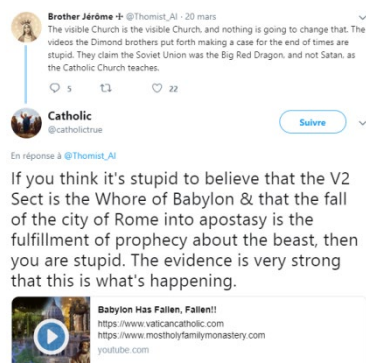 Brother Jérôme ☩ @Thomist_AI · 20 mars
The visible Church is the visible Church, and nothing is going to change that. The
videos the Dimond brothers put forth making a case for the end of times are
stupid. They claim the Soviet Union was the Big Red Dragon, and not Satan, as
the Catholic Church teaches.
5 22
Catholic
@catholictrue
Suivre
En réponse à @Thomist_AI
If you think it's stupid to believe that the V2
Sect is the Whore of Babylon & that the fall
of the city of Rome into apostasy is the
fulfillment of prophecy about the beast, then
you are stupid. The evidence is very strong
that this is what's happening.
Babylon Has Fallen, Fallen!!
https://www.vaticancatholic.com
https://www.mostholyfamilymonastery.com
youtube.com